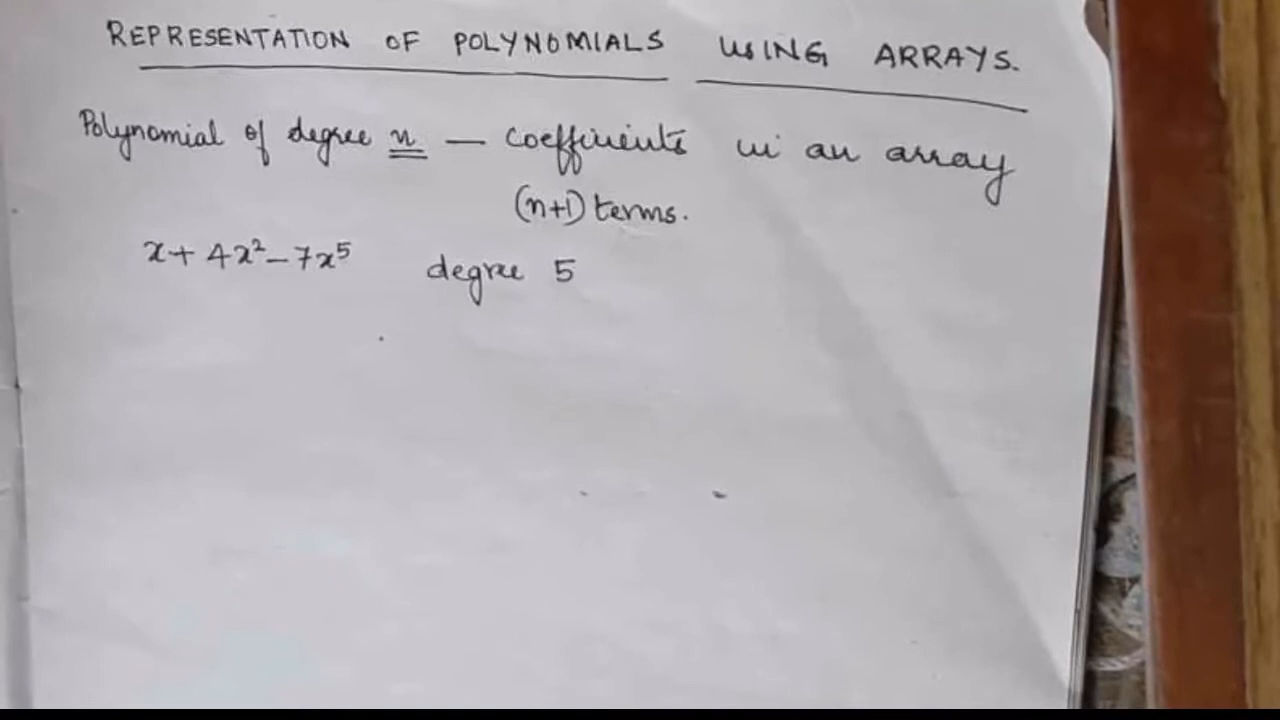 REPRESENTATION OF POLYNOMIALS USING ARRAYS.
Polynomial of degree n — coefficients in an array
(n+1) terms.
x + 4x² - 7x⁵ degree 5